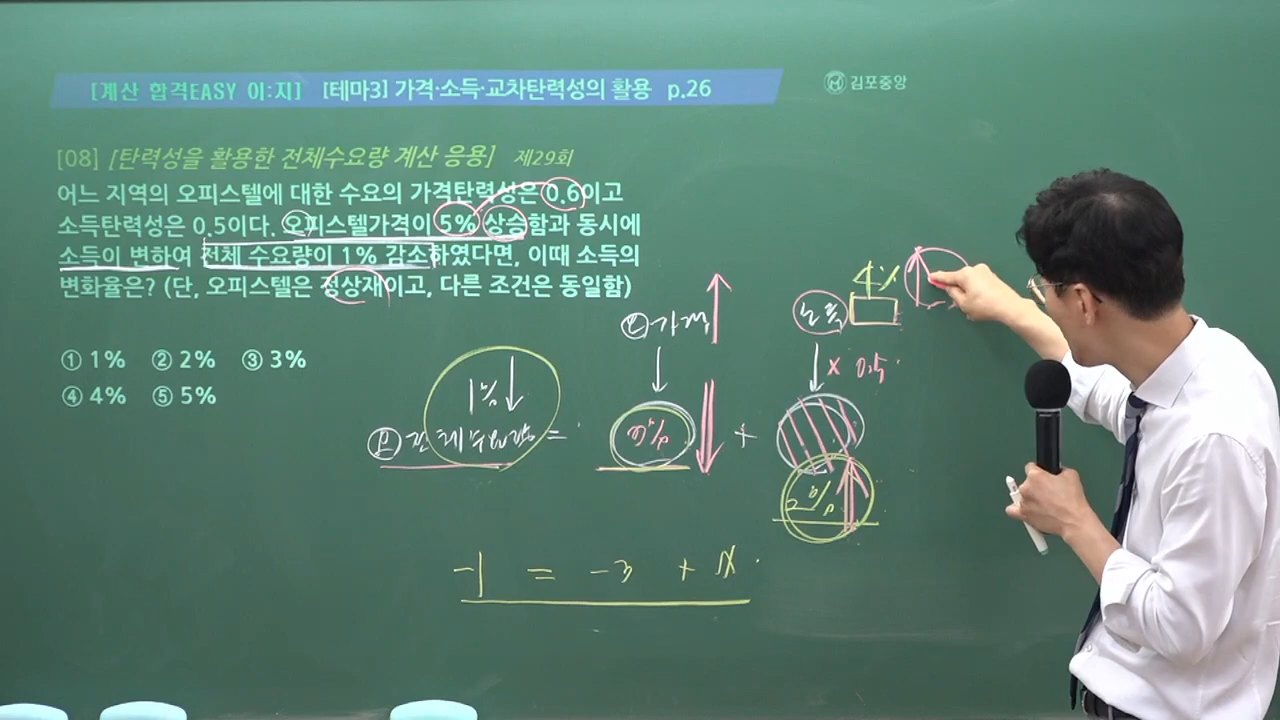 [계산 합격EASY 이:지] [테마3] 가격·소득·교차탄력성의 활용 p.26
김포중앙
[08] [탄력성을 활용한 전체수요량 계산 응용] 제29회
어느 지역의 오피스텔에 대한 수요의 가격탄력성은 0.6이고
소득탄력성은 0.5이다. 오피스텔가격이 5% 상승함과 동시에
소득이 변하여 전체 수요량이 1% 감소하였다면, 이때 소득의
변화율은? (단, 오피스텔은 정상재이고, 다른 조건은 동일함)
① 1% ② 2% ③ 3%
④ 4% ⑤ 5%
4%
가격 소득
× 0.5
1%
전체수요량 = 3% +
2%
-1 = -3 + x